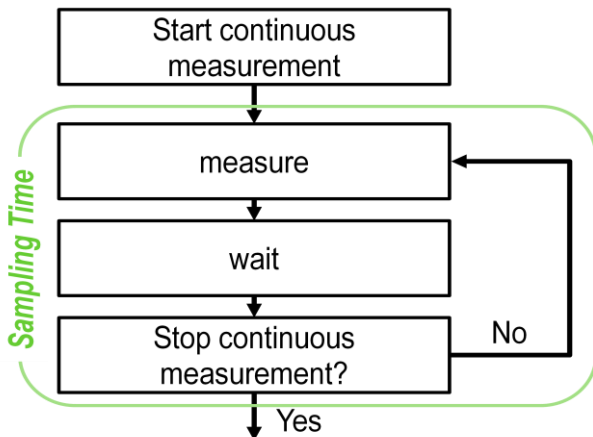 Start continuous
measurement
measure
Sampling Time
wait
Stop continuous
measurement?
No
Yes